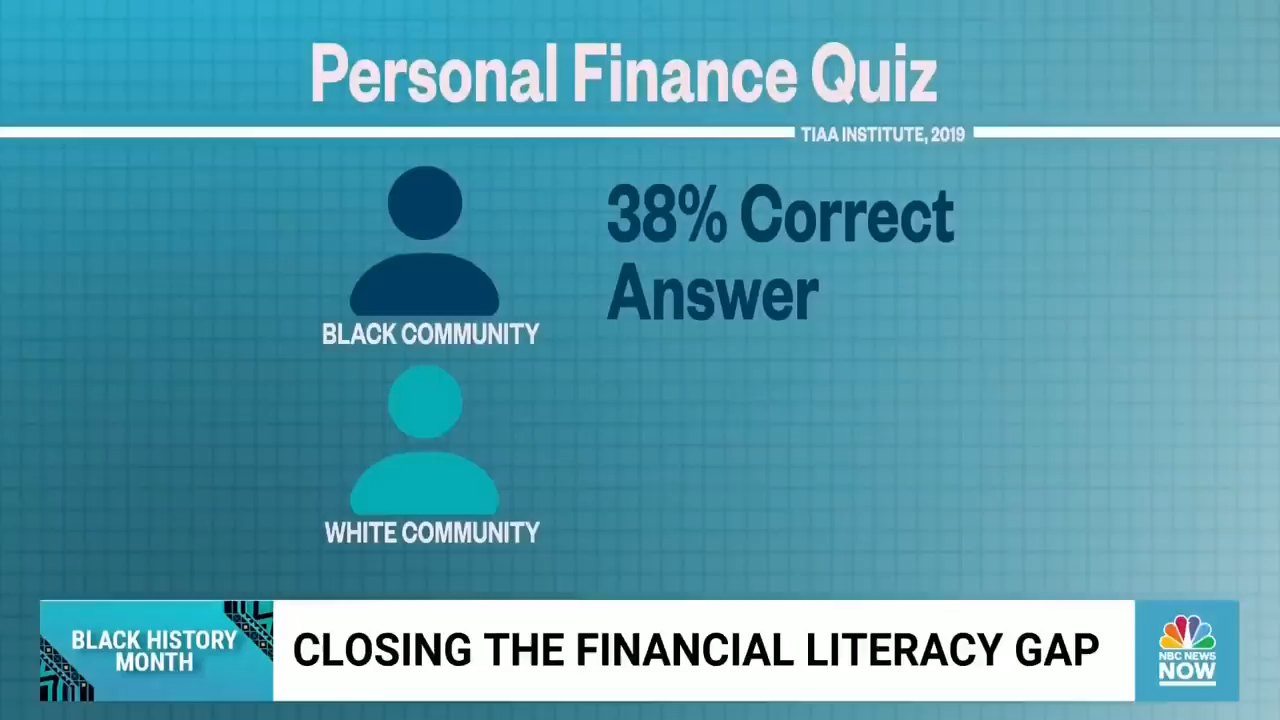 Personal Finance Quiz
TIAA INSTITUTE, 2019
38% Correct
Answer
BLACK COMMUNITY
WHITE COMMUNITY
BLACK HISTORY
MONTH
CLOSING THE FINANCIAL LITERACY GAP
NBC NEWS
NOW